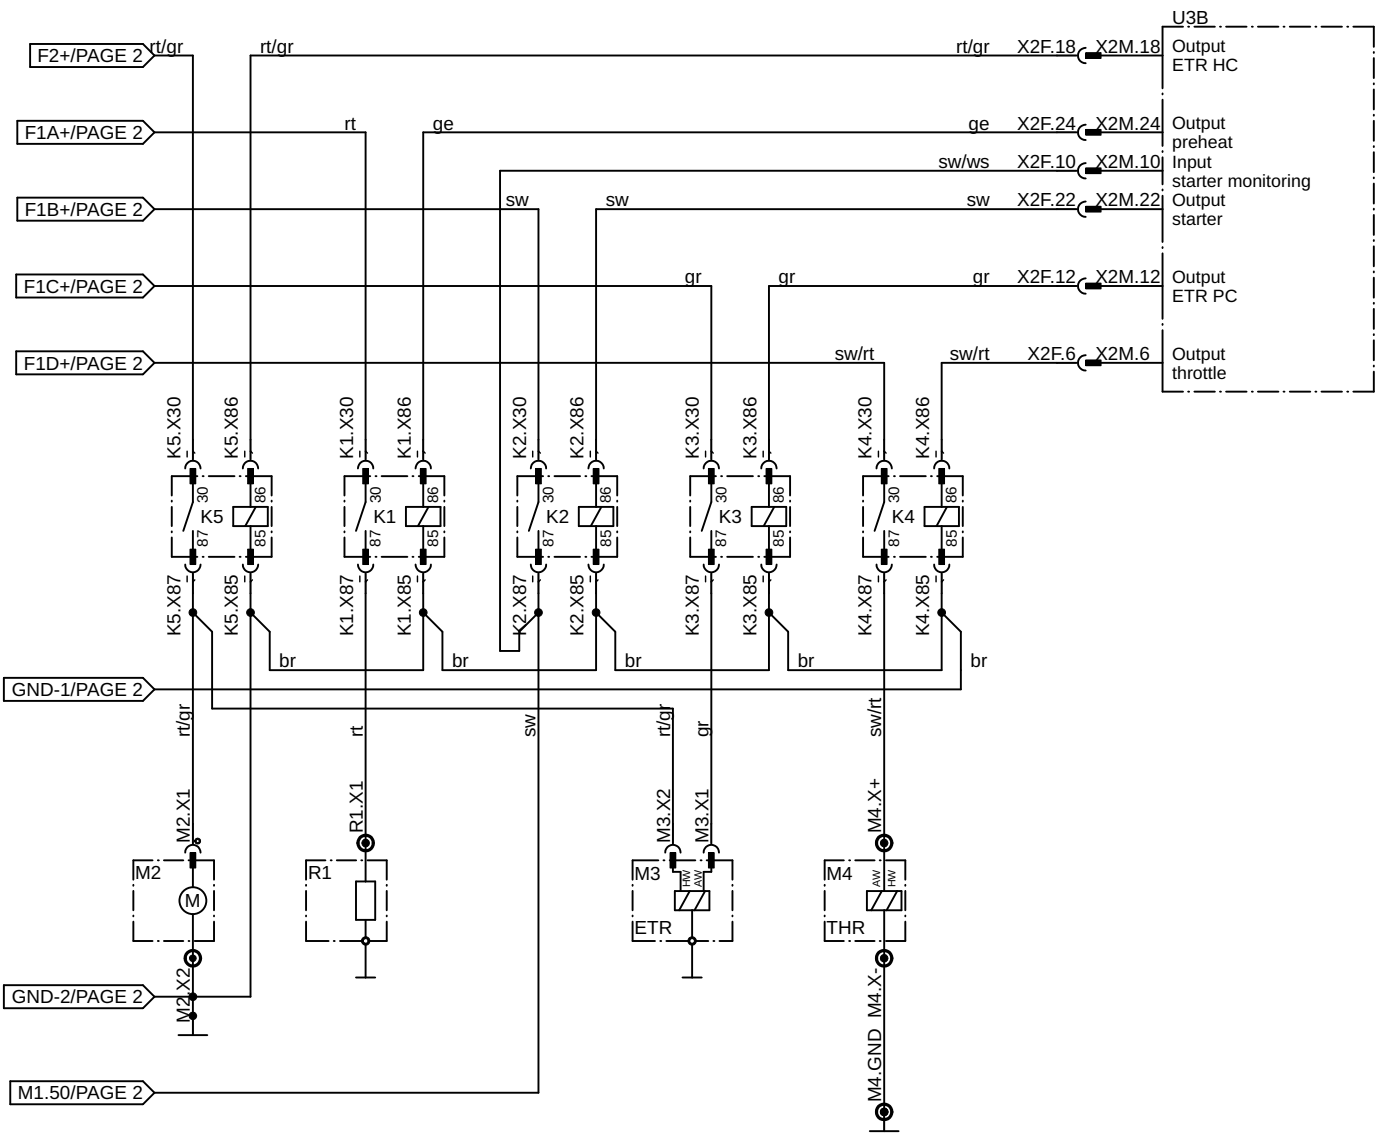 U3B
F2+/PAGE 2 rt/gr rt/gr rt/gr X2F.18 X2M.18 Output
ETR HC
F1A+/PAGE 2 rt ge ge X2F.24 X2M.24 Output
preheat
sw/ws X2F.10 X2M.10 Input
starter monitoring
F1B+/PAGE 2 sw sw sw X2F.22 X2M.22 Output
starter
F1C+/PAGE 2 gr gr gr X2F.12 X2M.12 Output
ETR PC
F1D+/PAGE 2 sw/rt sw/rt X2F.6 X2M.6 Output
throttle
K5.X30 K5.X86 K1.X30 K1.X86 K2.X30 K2.X86 K3.X30 K3.X86 K4.X30 K4.X86
30 86 30 86 30 86 30 86 30 86
K5 K1 K2 K3 K4
87 85 87 85 87 85 87 85 87 85
K5.X87 K5.X85 K1.X87 K1.X85 K2.X87 K2.X85 K3.X87 K3.X85 K4.X87 K4.X85
br br br br br
GND-1/PAGE 2
rt/gr rt sw rt/gr gr sw/rt
M2.X1 R1.X1 M3.X2 M3.X1 M4.X+
M2 R1 M3 HW AW M4 AW HW
M
ETR THR
M2.X2 M4.X-
GND-2/PAGE 2
M4.GND
M1.50/PAGE 2